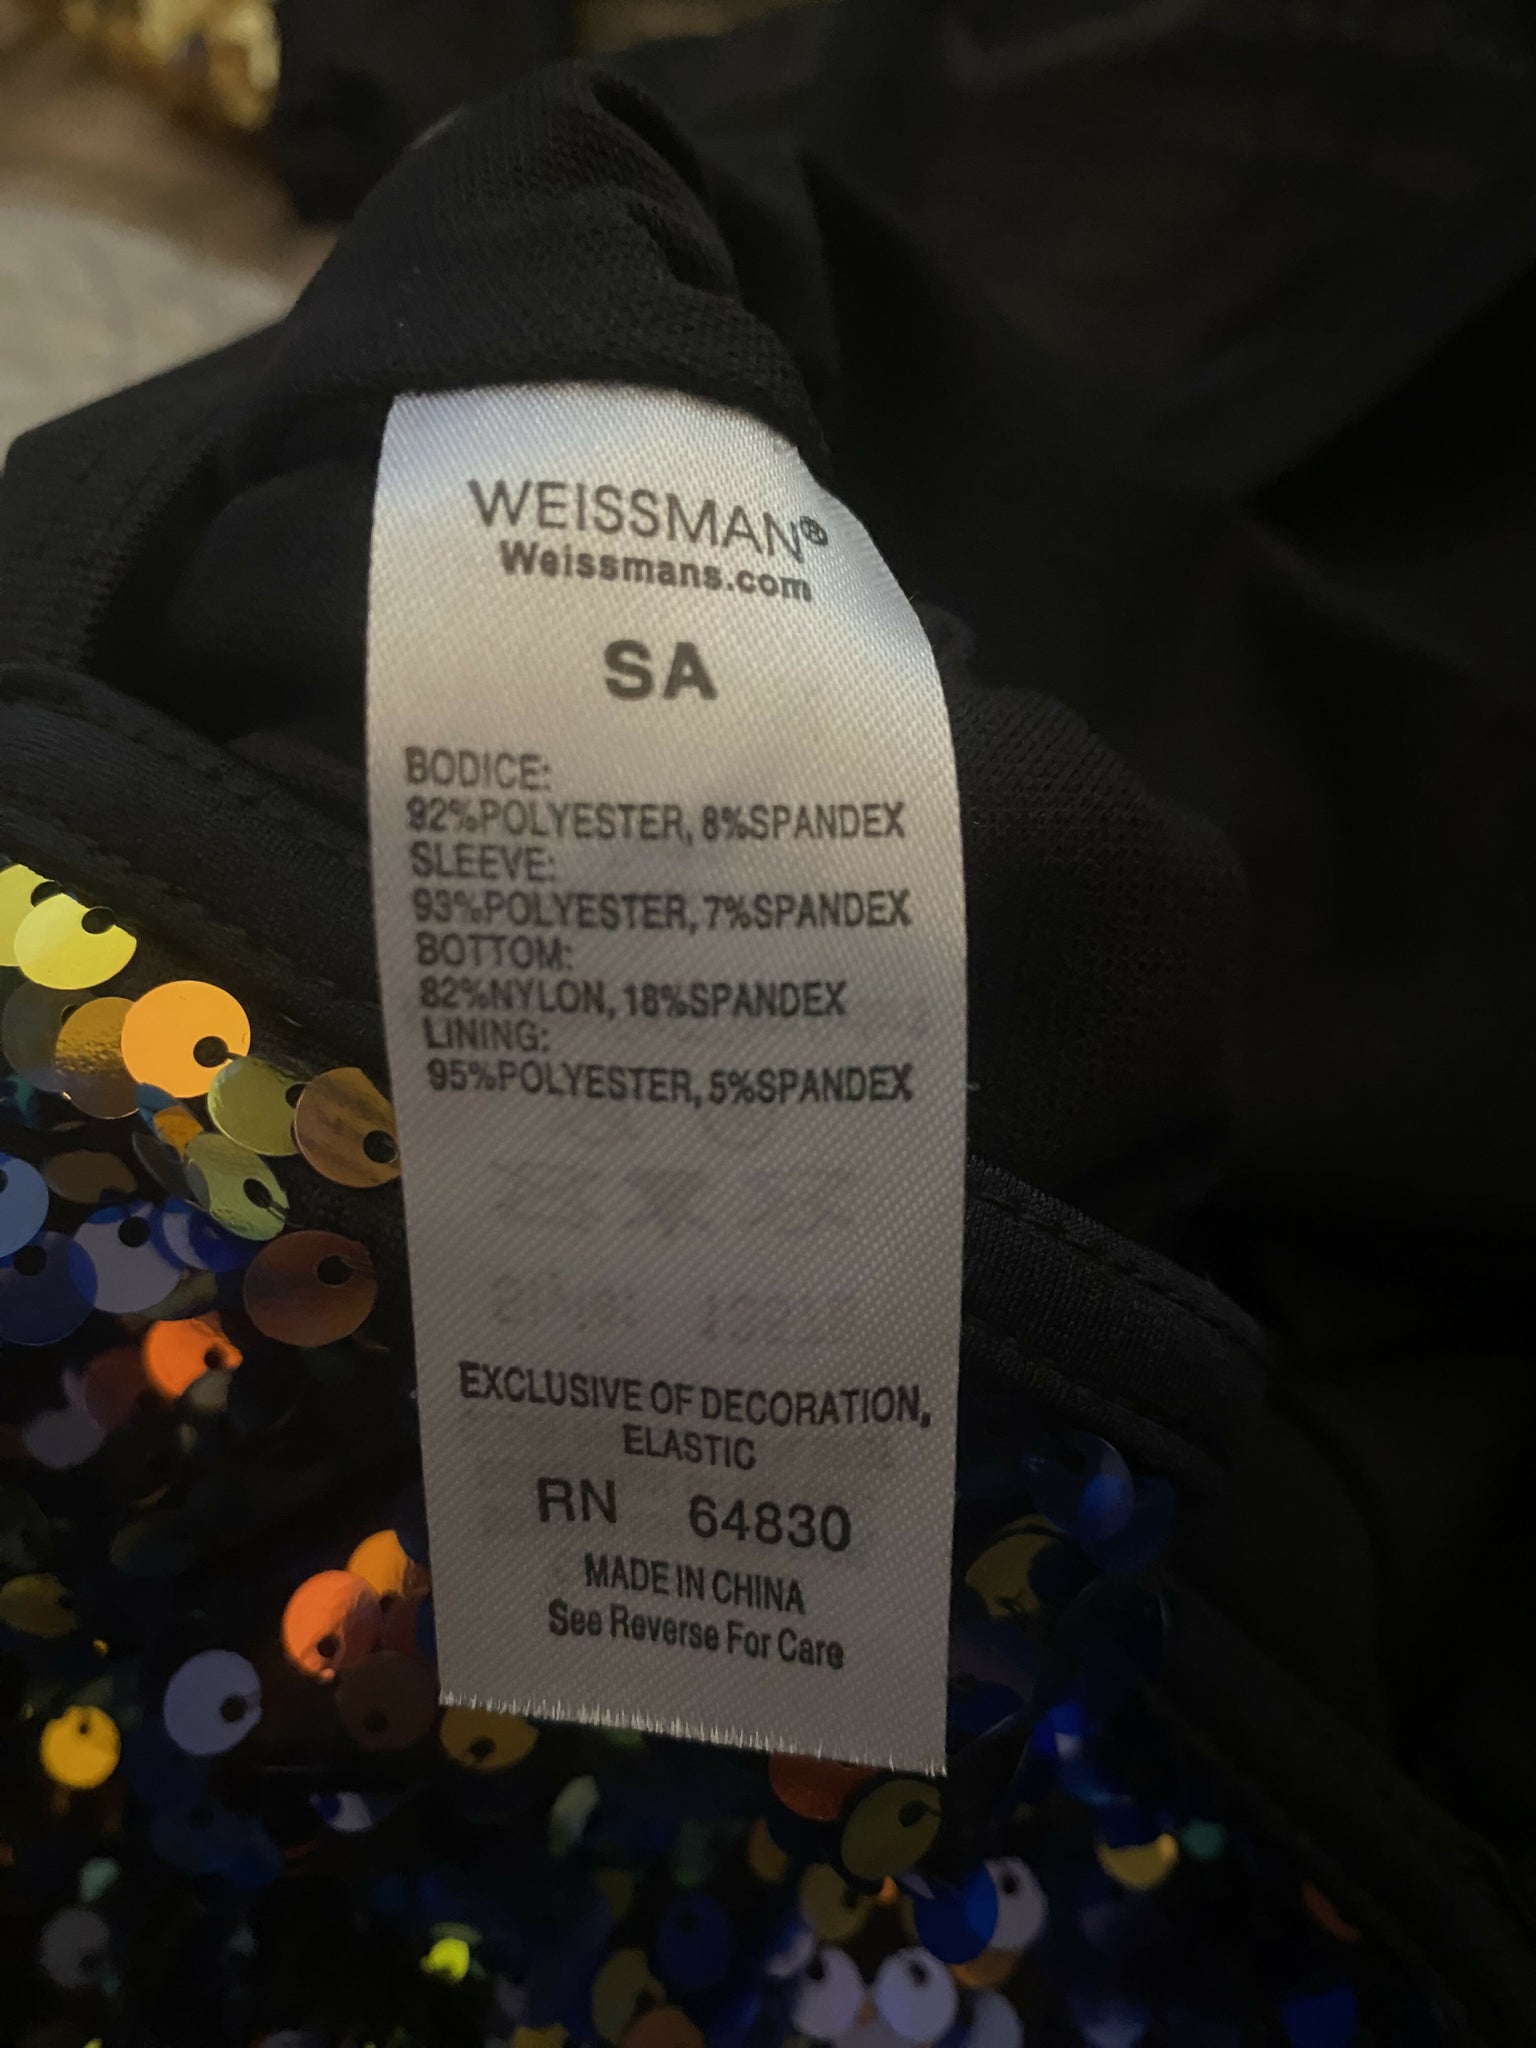 WEISSMAN®
Weissmans.com
SA
BODICE:
92%POLYESTER, 8%SPANDEX
SLEEVE:
93%POLYESTER, 7%SPANDEX
BOTTOM:
82%NYLON, 18%SPANDEX
LINING:
95%POLYESTER, 5%SPANDEX
EXCLUSIVE OF DECORATION,
ELASTIC
RN 64830
MADE IN CHINA
See Reverse For Care